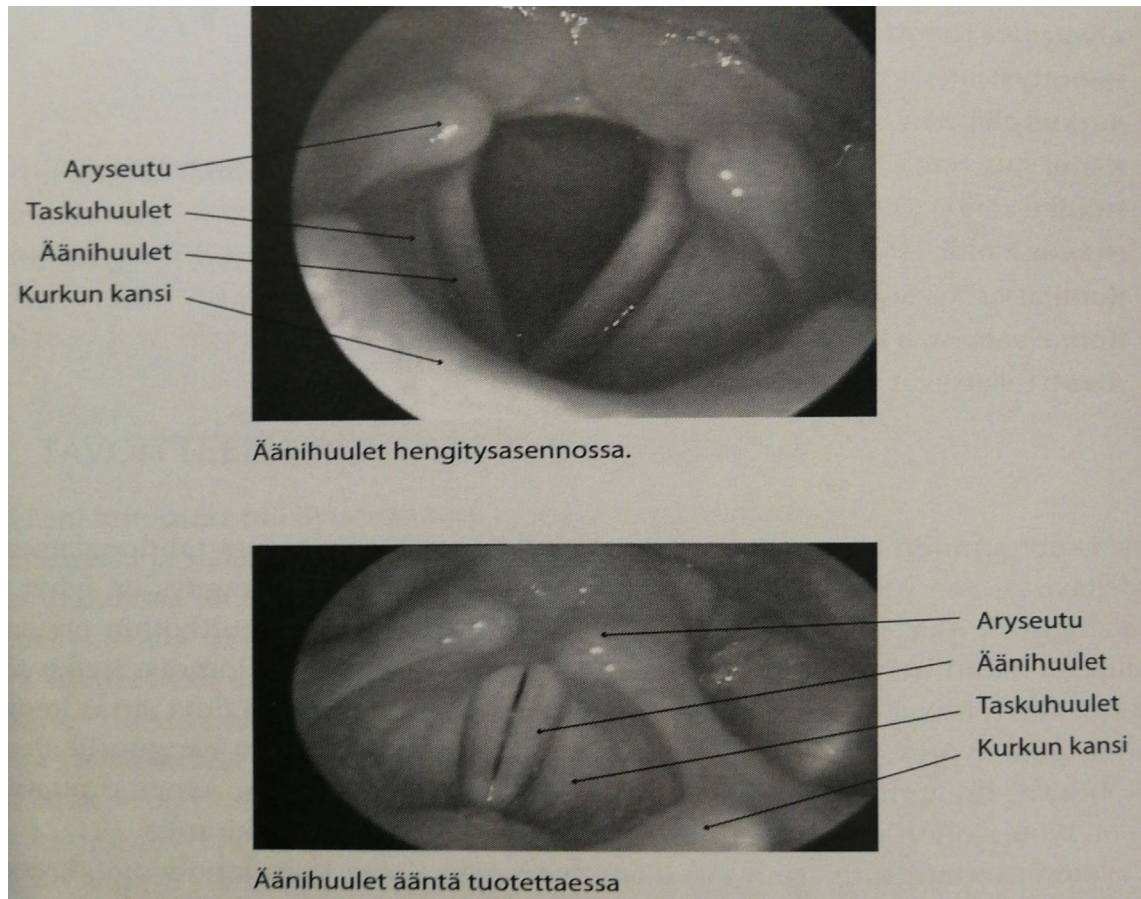 Aryseutu
Taskuhuulet
Äänihuulet
Kurkun kansi
Äänihuulet hengitysasennossa.
Aryseutu
Äänihuulet
Taskuhuulet
Kurkun kansi
Äänihuulet ääntä tuotettaessa